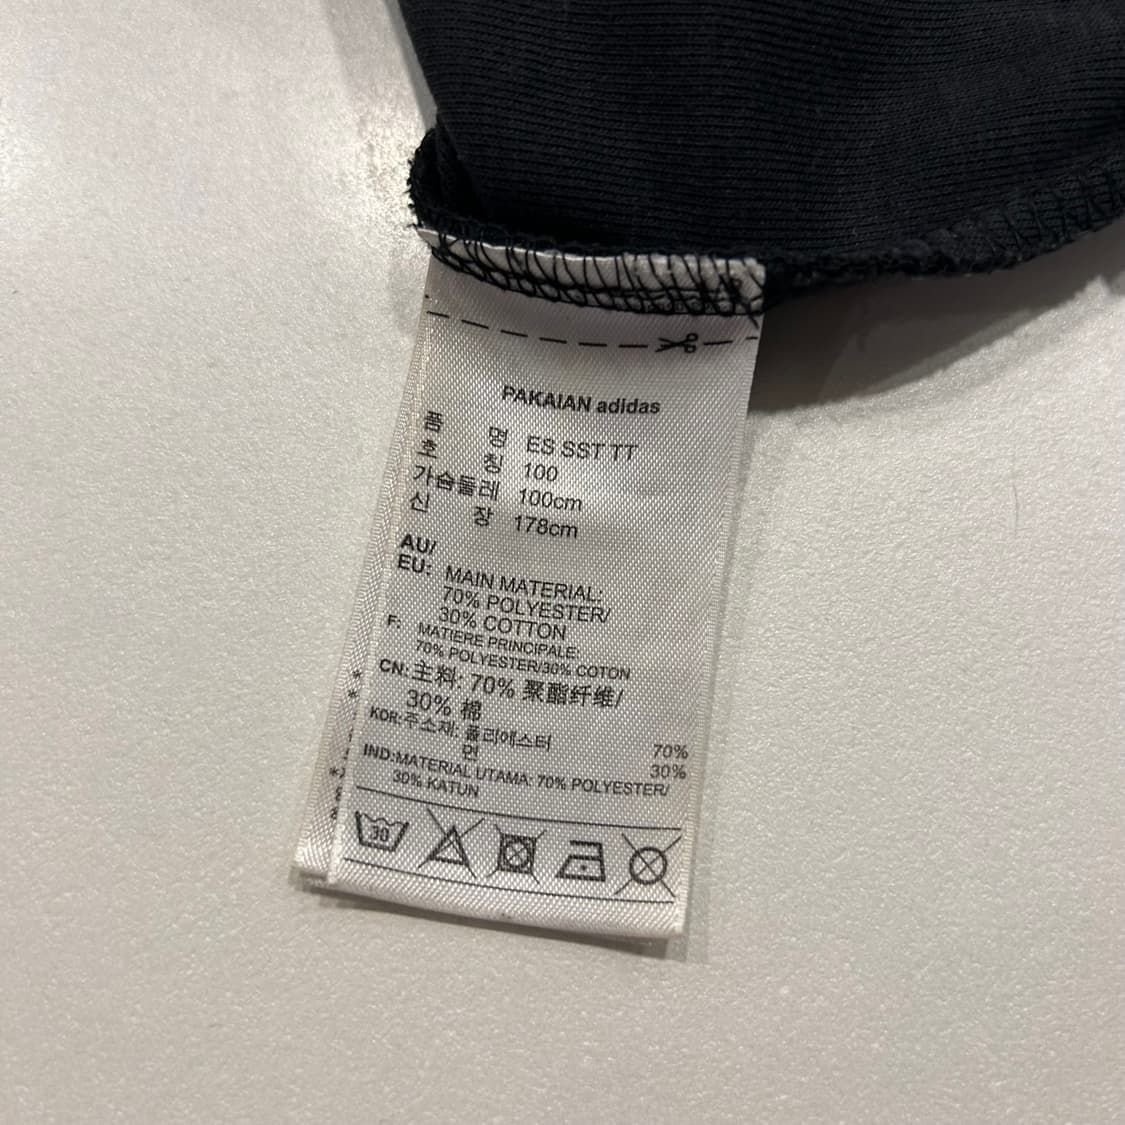 PAKAIAN adidas
품 명 ES SST TT
호 칭 100
가슴둘레 100cm
신 장 178cm
AU/
EU: MAIN MATERIAL:
70% POLYESTER/
30% COTTON
F: MATIERE PRINCIPALE:
70% POLYESTER/30% COTON
CN: 主料: 70% 聚酯纤维/
30% 棉
KOR: 주소재: 폴리에스터 70%
면 30%
IND: MATERIAL UTAMA: 70% POLYESTER/
30% KATUN
30